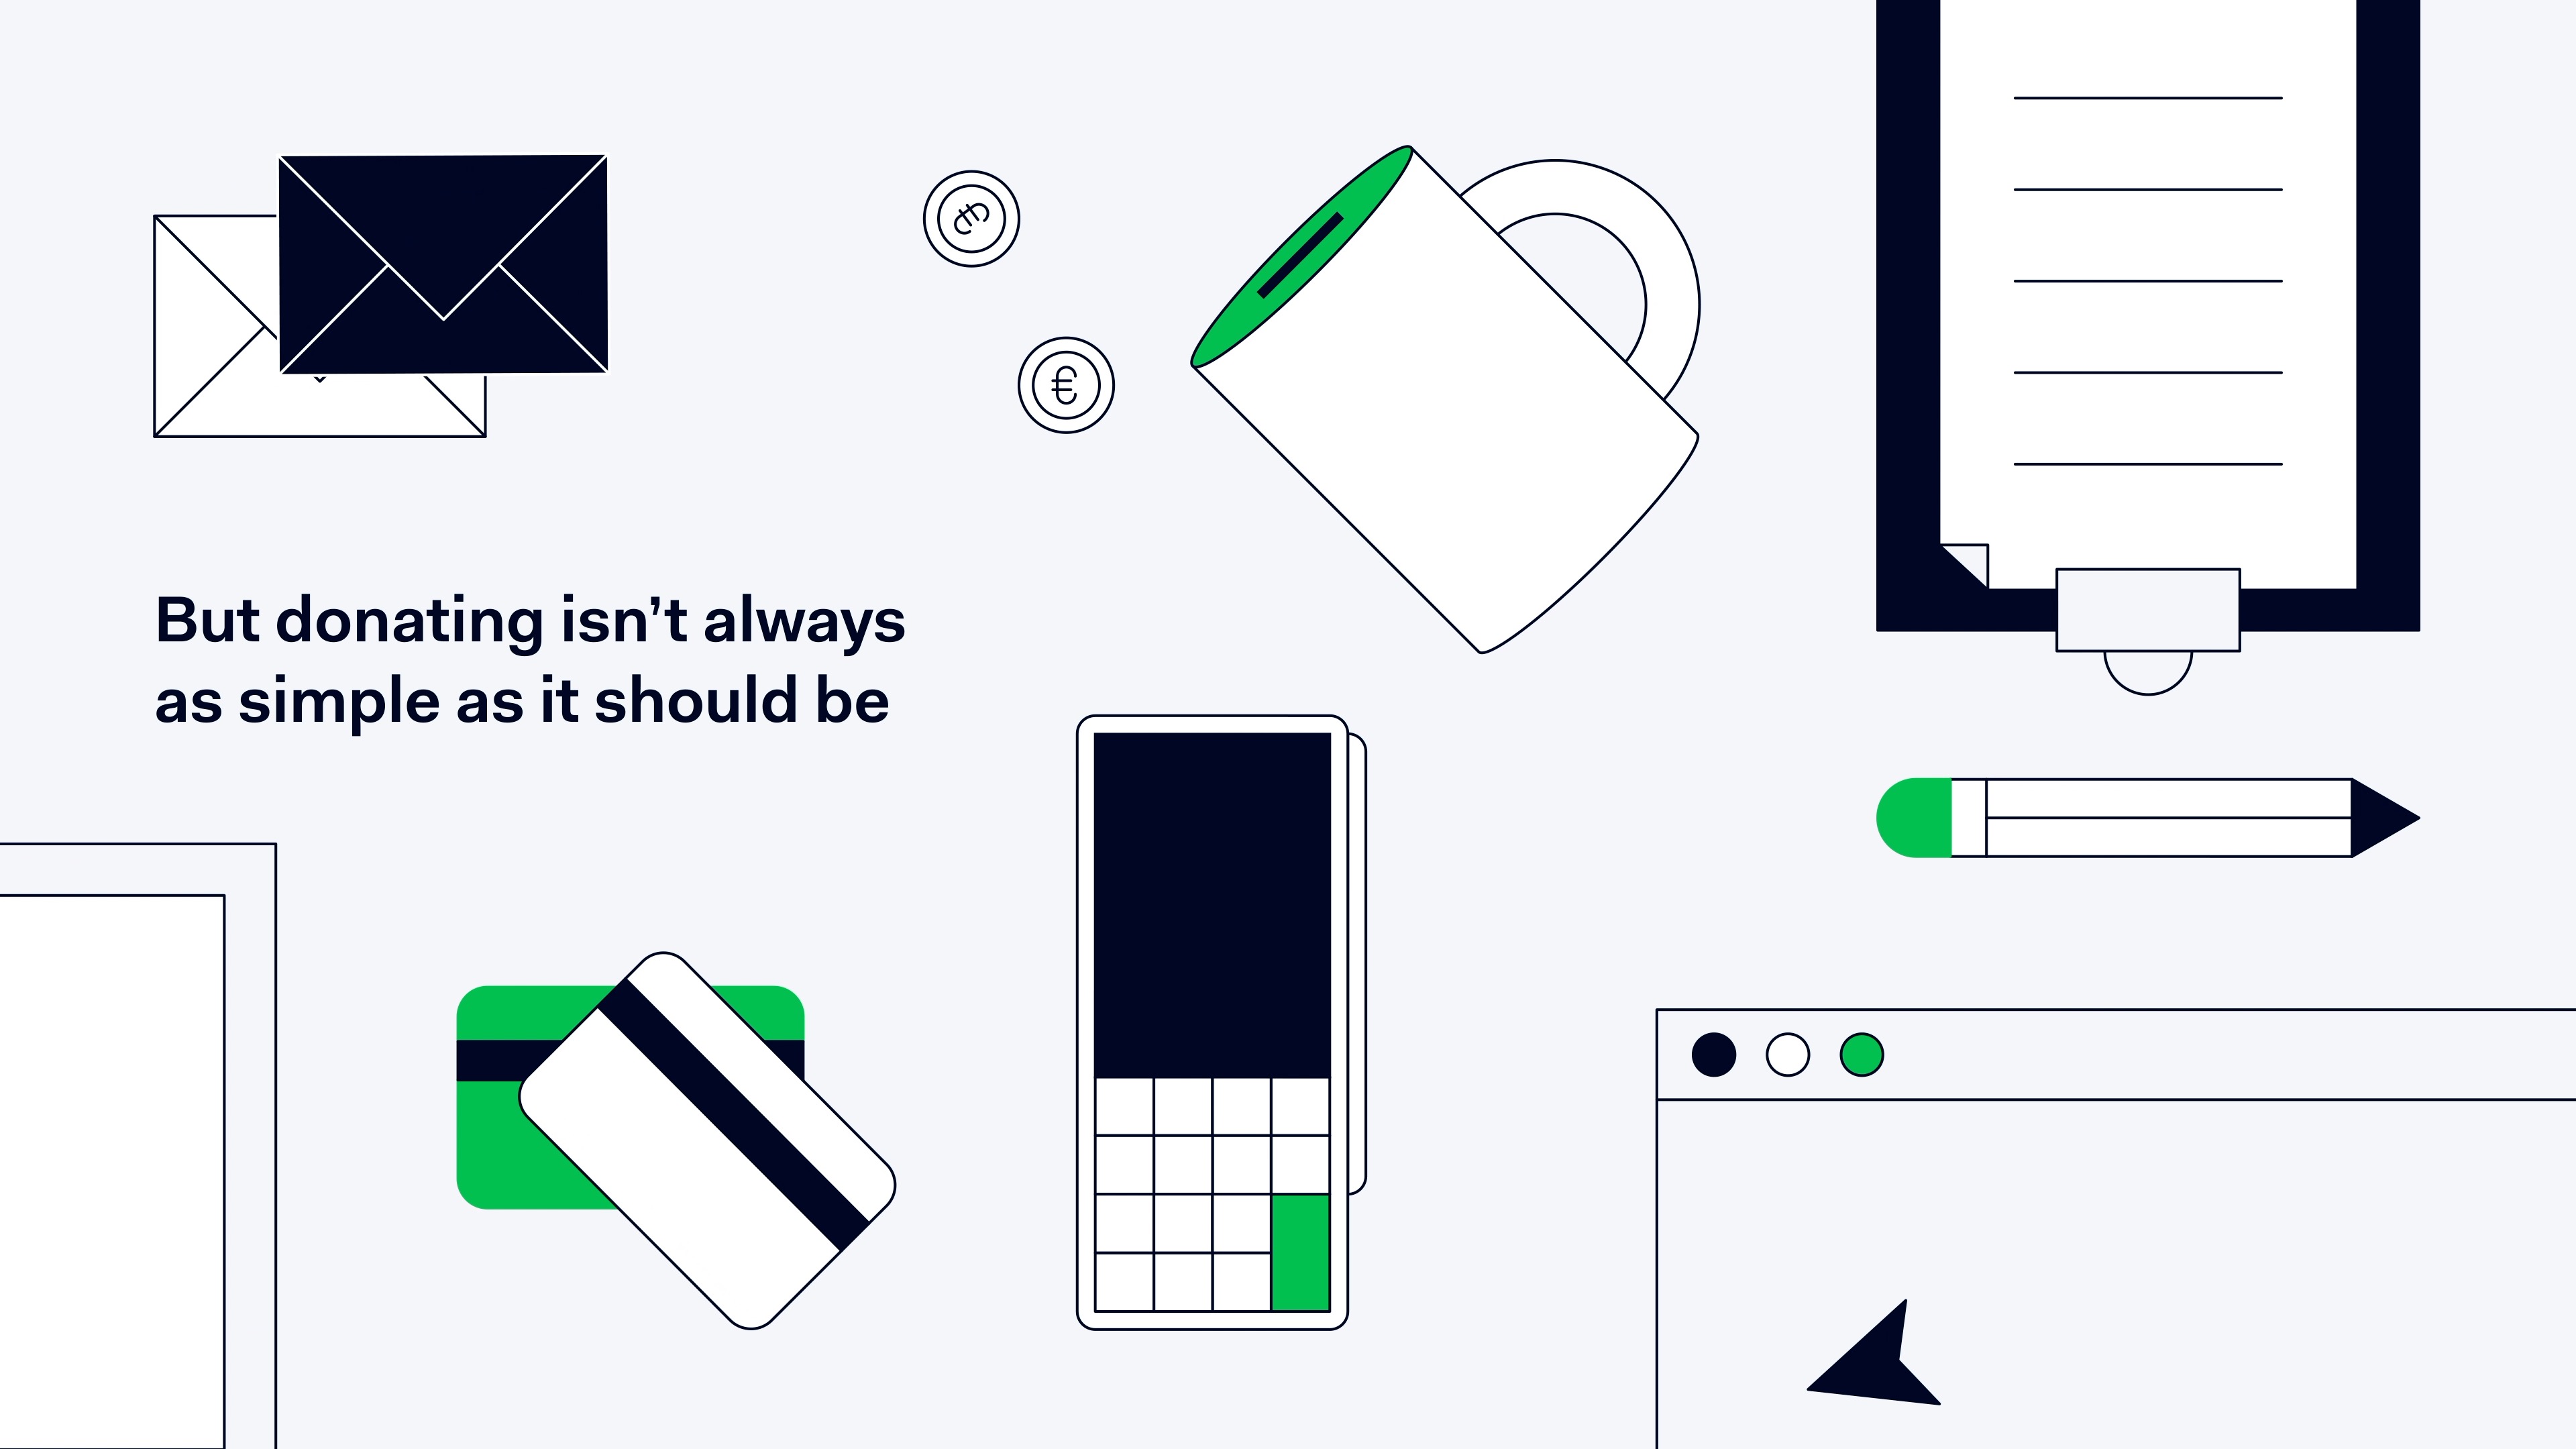 €
€
But donating isn’t always
as simple as it should be